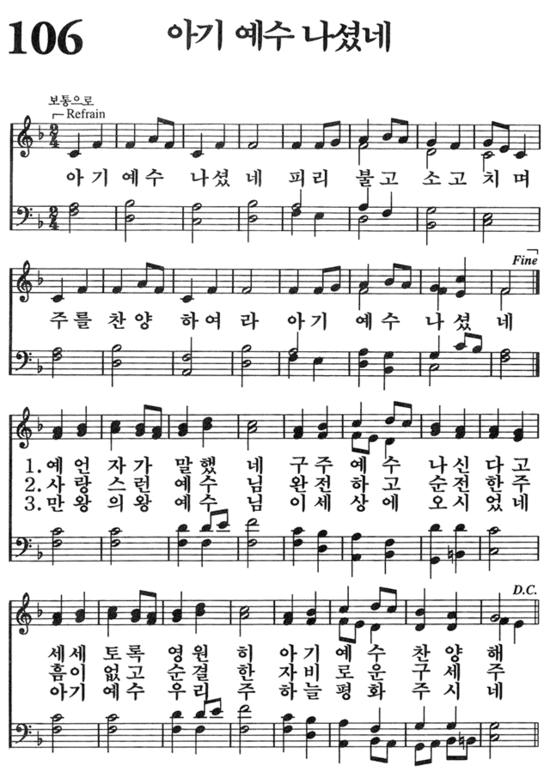 106 아기 예수 나셨네
보통으로
Refrain
아기 예수 나셨네 피리 불고 소고 치며
Fine
주를 찬양 하여라 아기 예수 나셨네
1. 예언자가 말했네 구주 예수 나신다고
2. 사랑스런 예수님 완전하고 순전한 주
3. 만왕의 왕 예수님 이 세상에 오시었네
D.C.
세세토록 영원히 아기 예수 찬양해
흠이 없고 순결한 자비로운 구세주
아기 예수 우리 주 하늘 평화 주시네